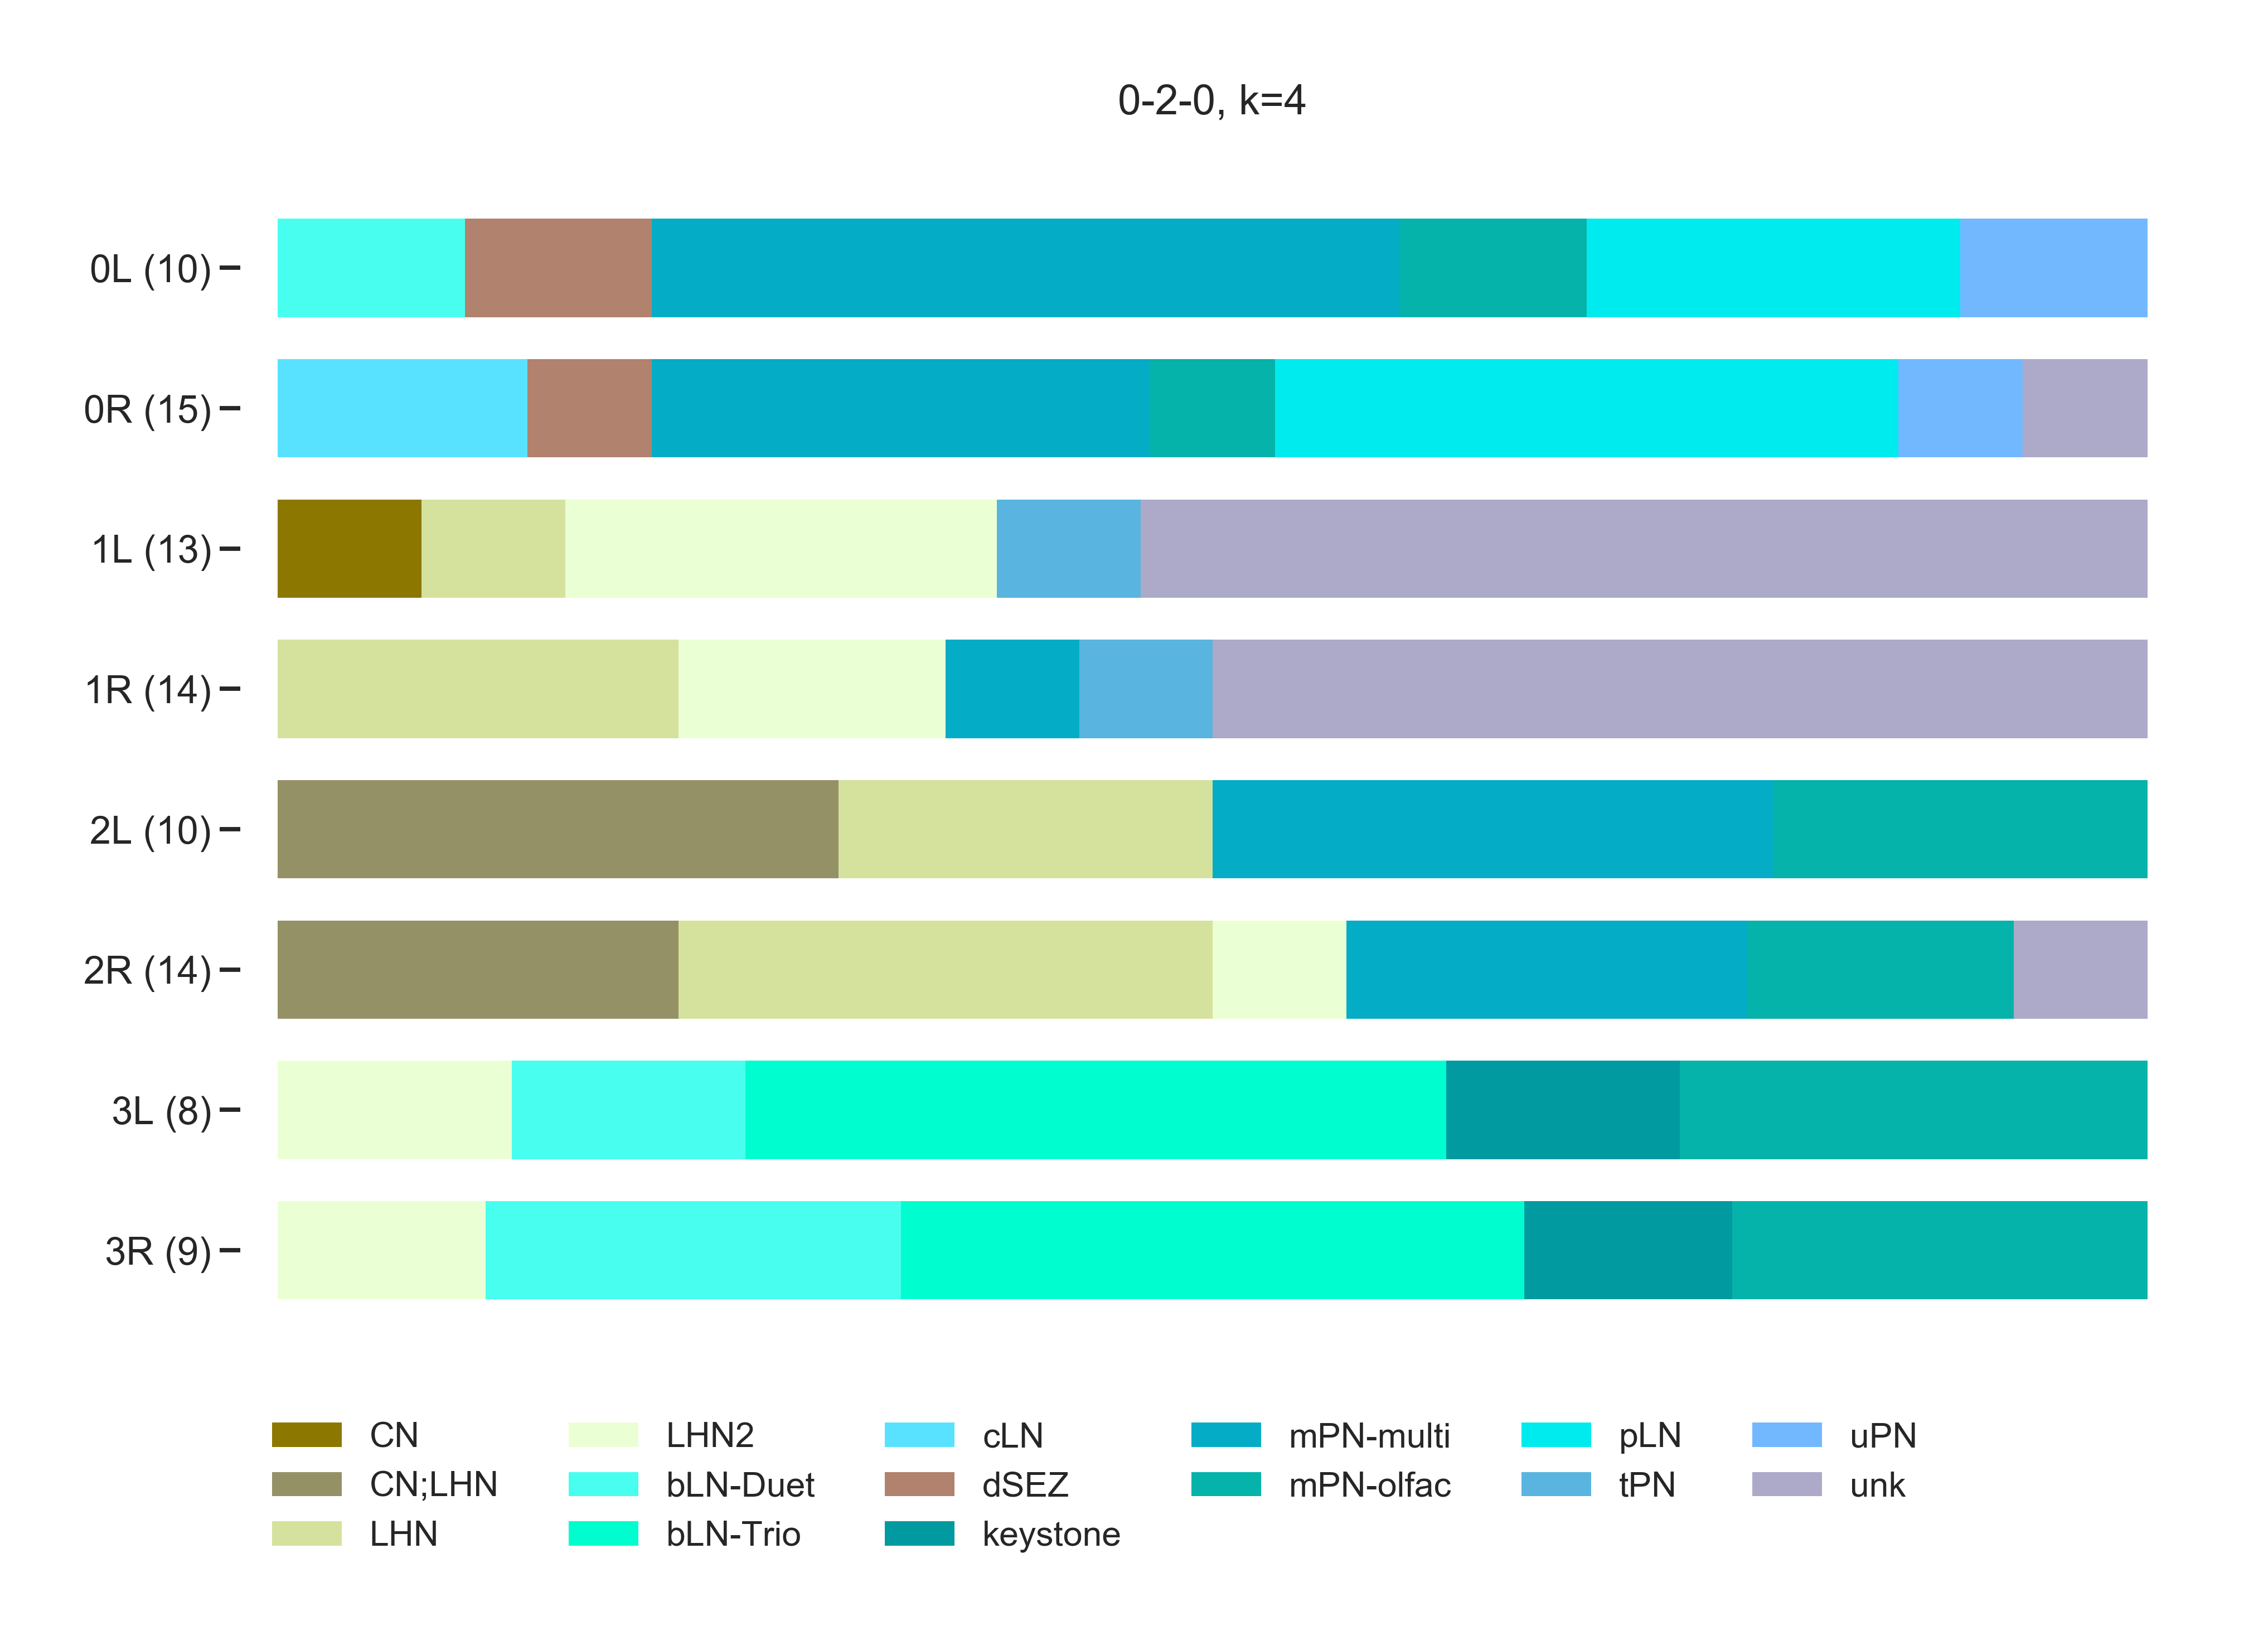 0-2-0, k=4
0L (10)
0R (15)
1L (13)
1R (14)
2L (10)
2R (14)
3L (8)
3R (9)
CN LHN2 cLN mPN-multi pLN uPN
CN;LHN bLN-Duet dSEZ mPN-olfac tPN unk
LHN bLN-Trio keystone